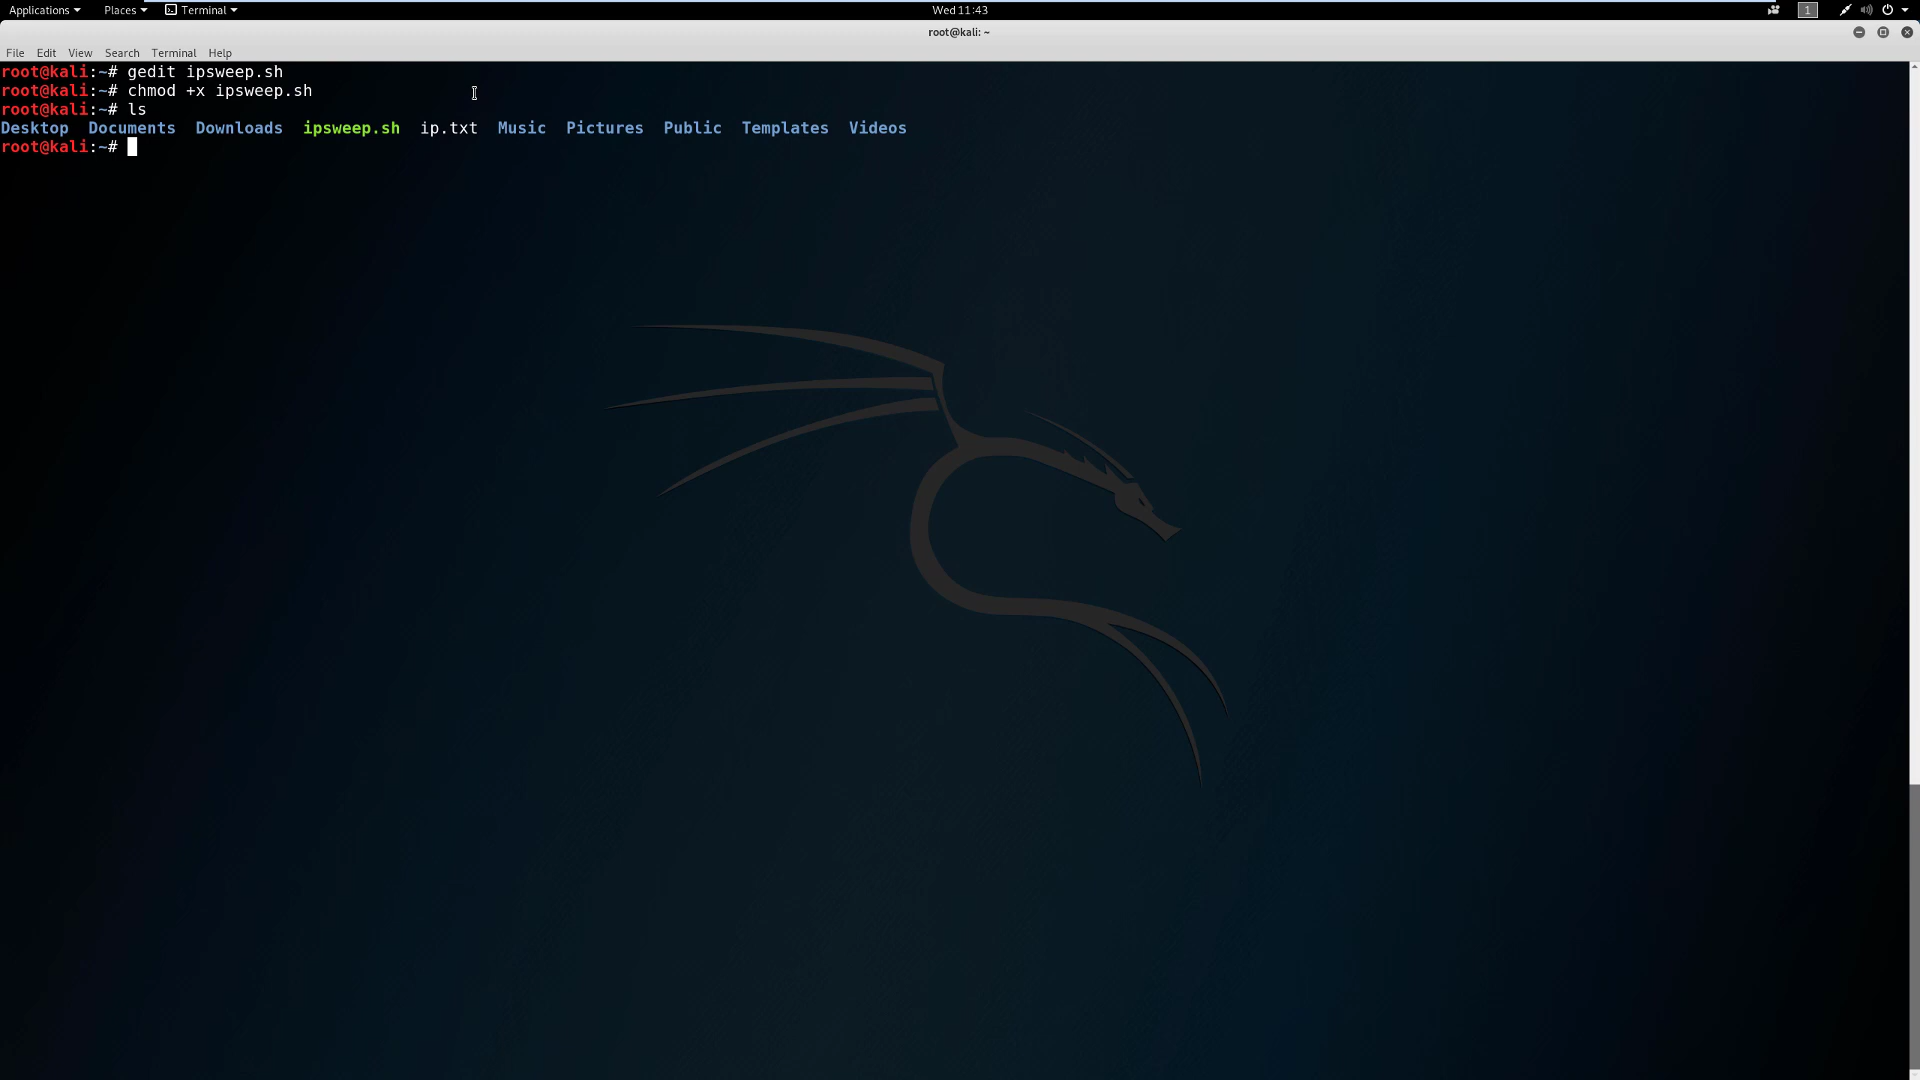 Applications Places Terminal Wed 11:43 1
root@kali: ~
File Edit View Search Terminal Help
root@kali:~# gedit ipsweep.sh
root@kali:~# chmod +x ipsweep.sh
root@kali:~# ls
Desktop Documents Downloads ipsweep.sh ip.txt Music Pictures Public Templates Videos
root@kali:~#